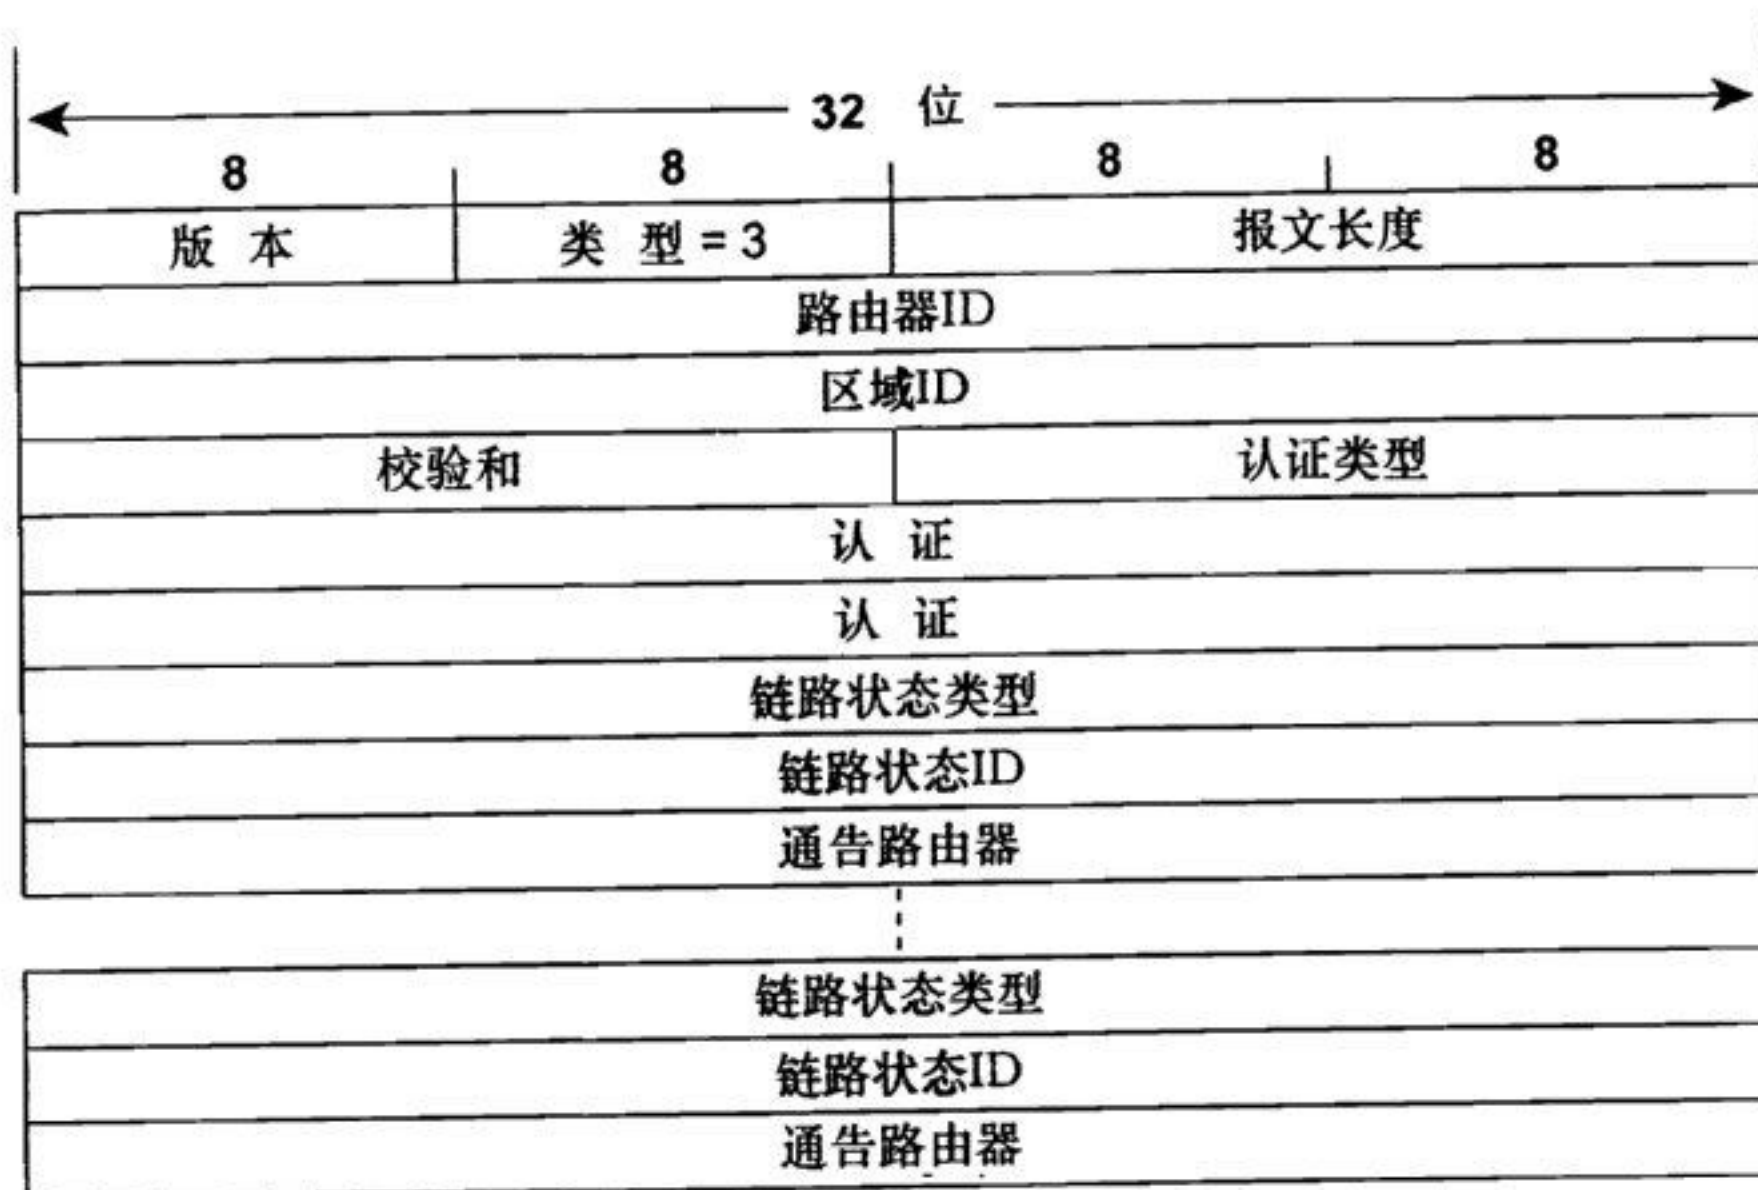 32 位
8 8 8 8
版 本 类 型 = 3 报文长度
路由器ID
区域ID
校验和 认证类型
认 证
认 证
链路状态类型
链路状态ID
通告路由器
链路状态类型
链路状态ID
通告路由器